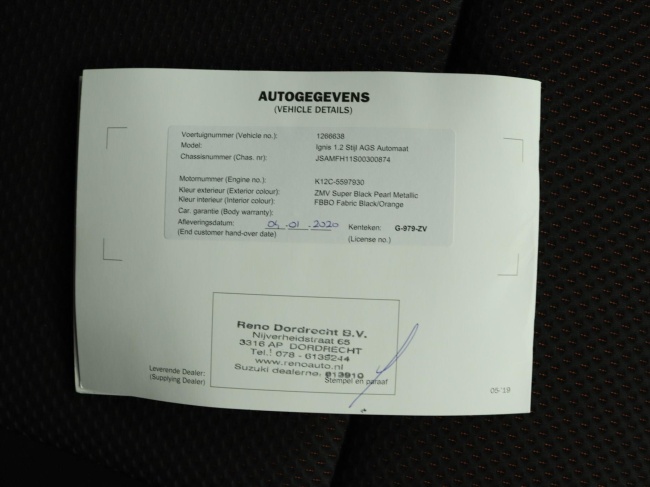 AUTOGEGEVENS
(VEHICLE DETAILS)
Voertuignummer (Vehicle no.): 1266638
Model: Ignis 1.2 Stijl AGS Automaat
Chassisnummer (Chas. nr): JSAMFH11S00300874
Motornummer (Engine no.): K12C-5597930
Kleur exterieur (Exterior colour): ZMV Super Black Pearl Metallic
Kleur interieur (Interior colour): FBBO Fabric Black/Orange
Car. garantie (Body warranty):
Afleveringsdatum: 04 - 01 - 2020 Kenteken: G-979-ZV
(End customer hand-over date) (License no.)
Reno Dordrecht B.V.
Nijverheidstraat 65
3316 AP DORDRECHT
Tel.: 078 - 6138244
www.renoauto.nl
Suzuki dealernr: 613910
Leverende Dealer:
(Supplying Dealer)
Stempel en paraaf
05-'19